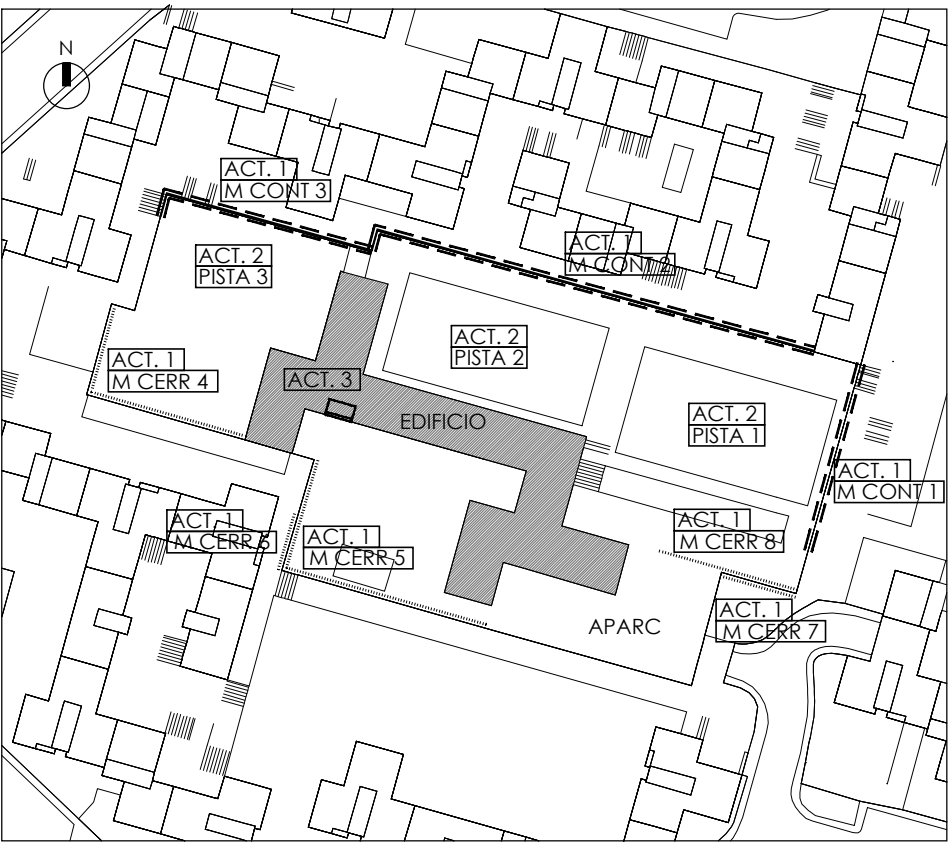 N
ACT. 1
M CONT 3
ACT. 2
PISTA 3
ACT. 1
M CONT 2
ACT. 2
PISTA 2
ACT. 1
M CERR 4
ACT. 3
EDIFICIO
ACT. 2
PISTA 1
ACT. 1
M CONT 1
ACT. 1
M CERR 6
ACT. 1
M CERR 5
ACT. 1
M CERR 8
APARC
ACT. 1
M CERR 7